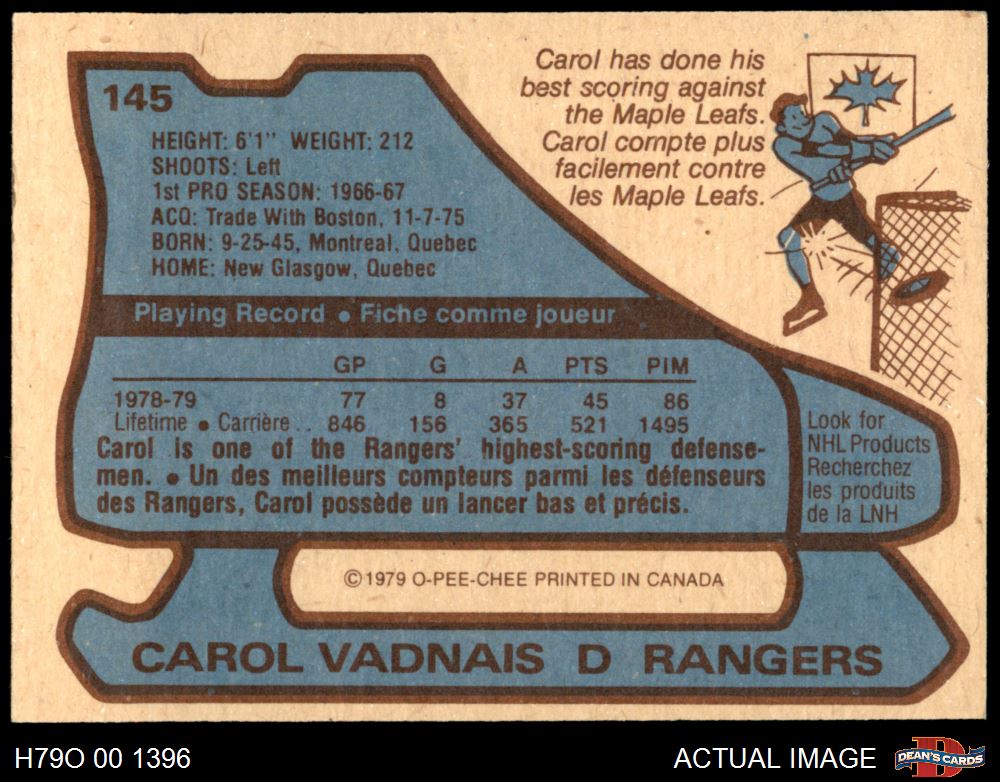 145
HEIGHT: 6'1" WEIGHT: 212
SHOOTS: Left
1st PRO SEASON: 1966-67
ACQ: Trade With Boston, 11-7-75
BORN: 9-25-45, Montreal, Quebec
HOME: New Glasgow, Quebec
Carol has done his
best scoring against
the Maple Leafs.
Carol compte plus
facilement contre
les Maple Leafs.
Playing Record • Fiche comme joueur
GP G A PTS PIM
1978-79 77 8 37 45 86
Lifetime • Carrière . . 846 156 365 521 1495
Carol is one of the Rangers' highest-scoring defense-
men. • Un des meilleurs compteurs parmi les défenseurs
des Rangers, Carol possède un lancer bas et précis.
Look for
NHL Products
Recherchez
les produits
de la LNH
©1979 O-PEE-CHEE PRINTED IN CANADA
CAROL VADNAIS D RANGERS
H79O 00 1396
ACTUAL IMAGE
D
DEAN'S CARDS